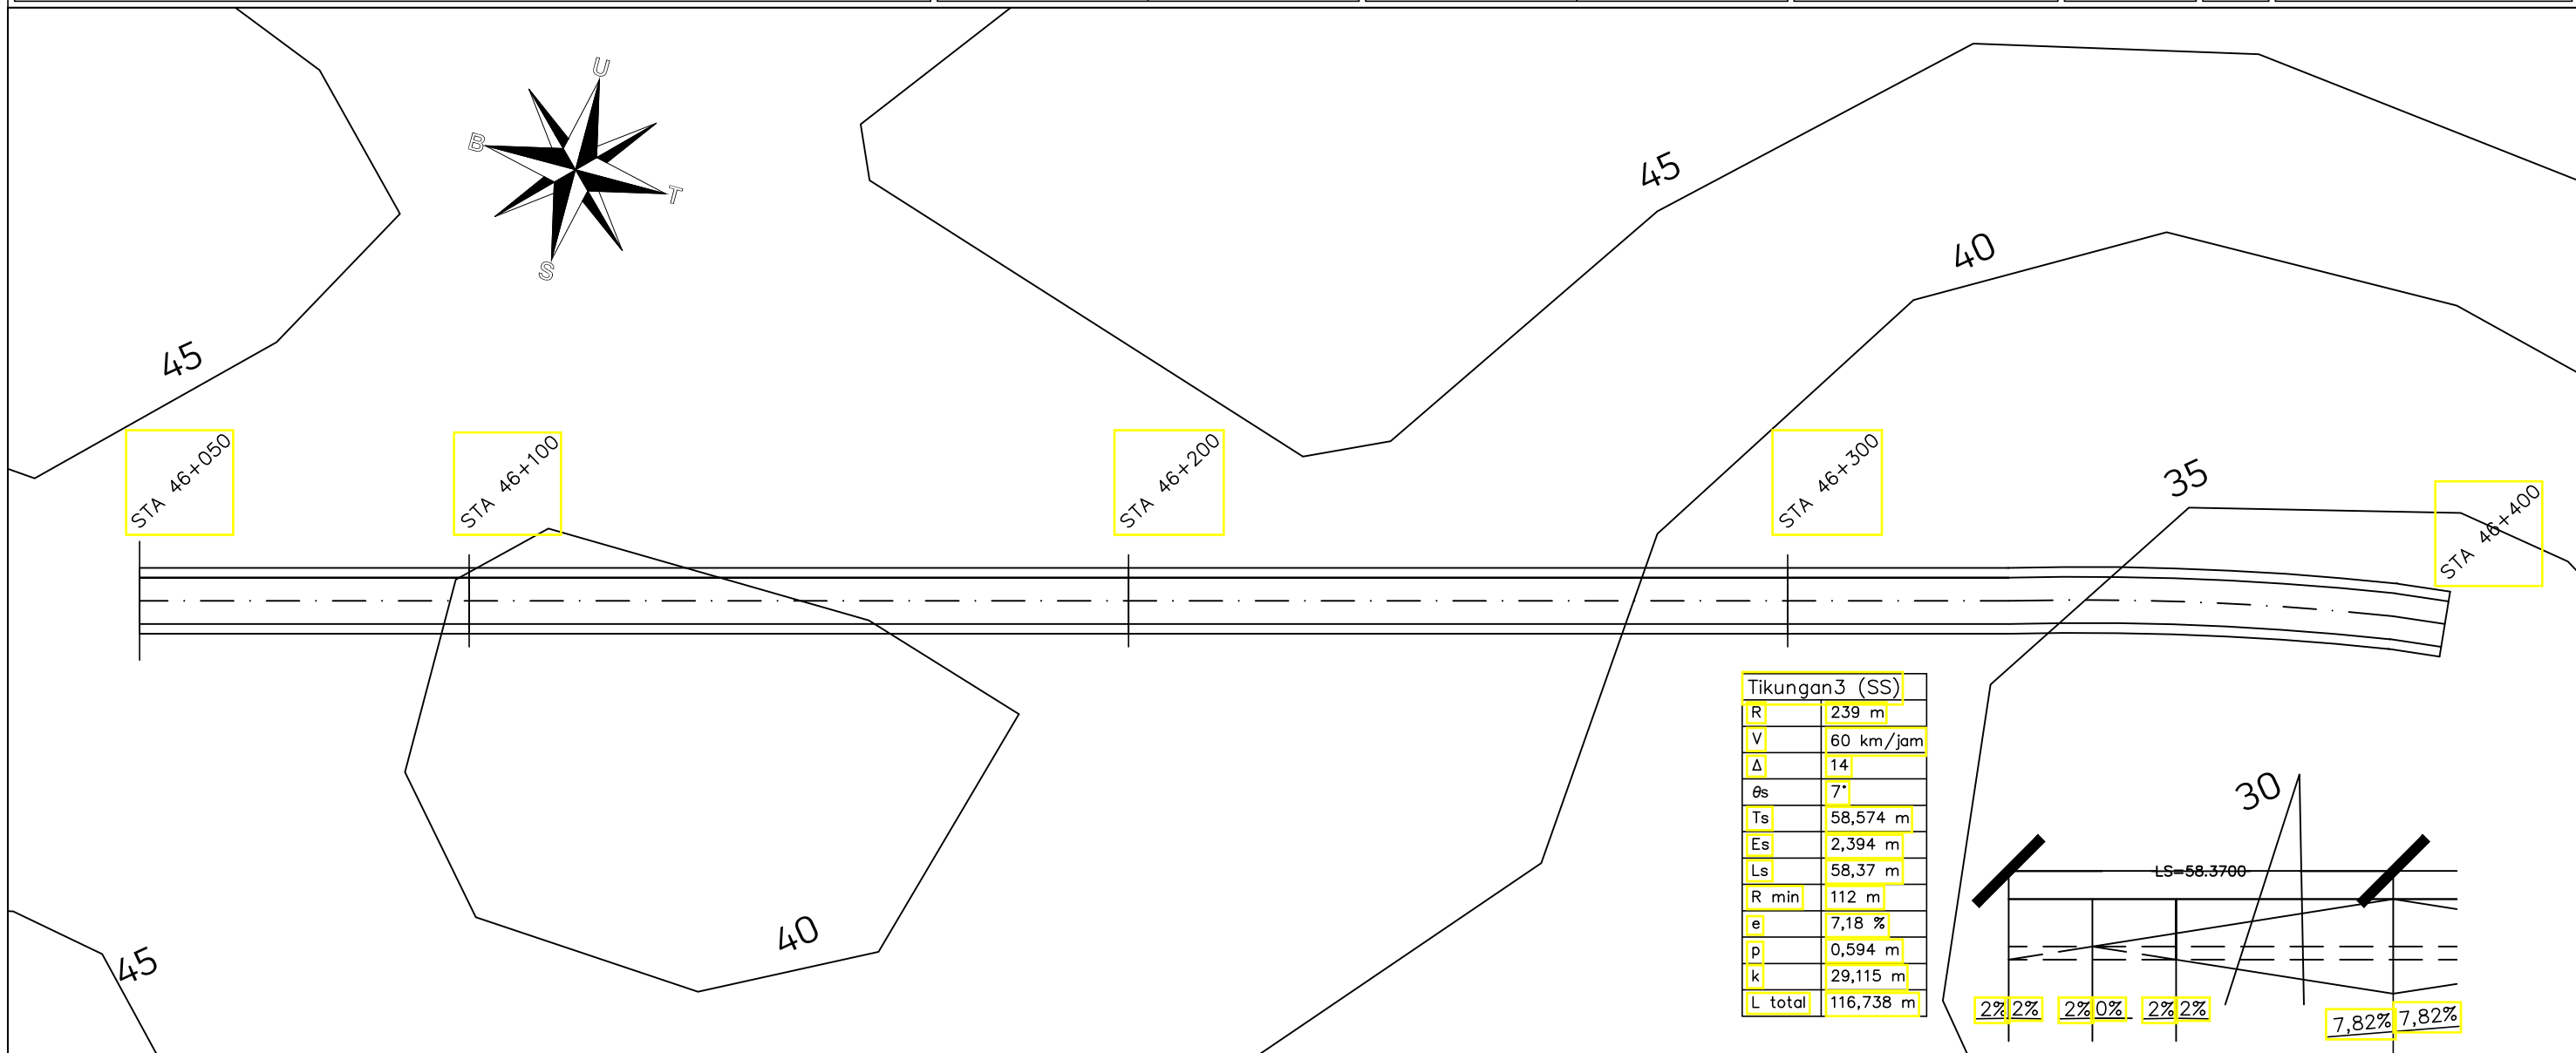 U
B
T
S
45
45
40
35
STA 46+050
STA 46+100
STA 46+200
STA 46+300
STA 46+400
Tikungan3 (SS)
R 239 m
V 60 km/jam
Δ 14
θs 7°
Ts 58,574 m
Es 2,394 m
Ls 58,37 m
R min 112 m
e 7,18 %
p 0,594 m
k 29,115 m
L total 116,738 m
30
LS=58.3700
40
45
2% 2% 2% 0% 2% 2% 7,82% 7,82%